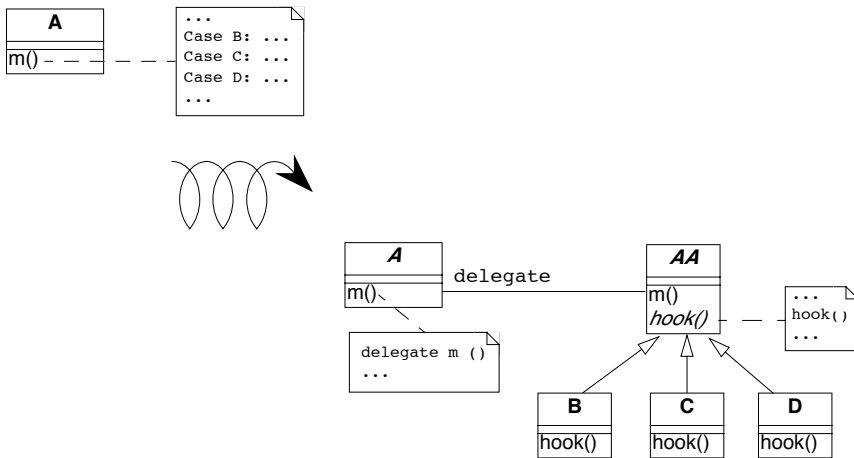 A
m()
...
Case B: ...
Case C: ...
Case D: ...
...
A
m()
delegate
AA
m()
hook()
...
hook()
...
delegate m ()
...
B
hook()
C
hook()
D
hook()